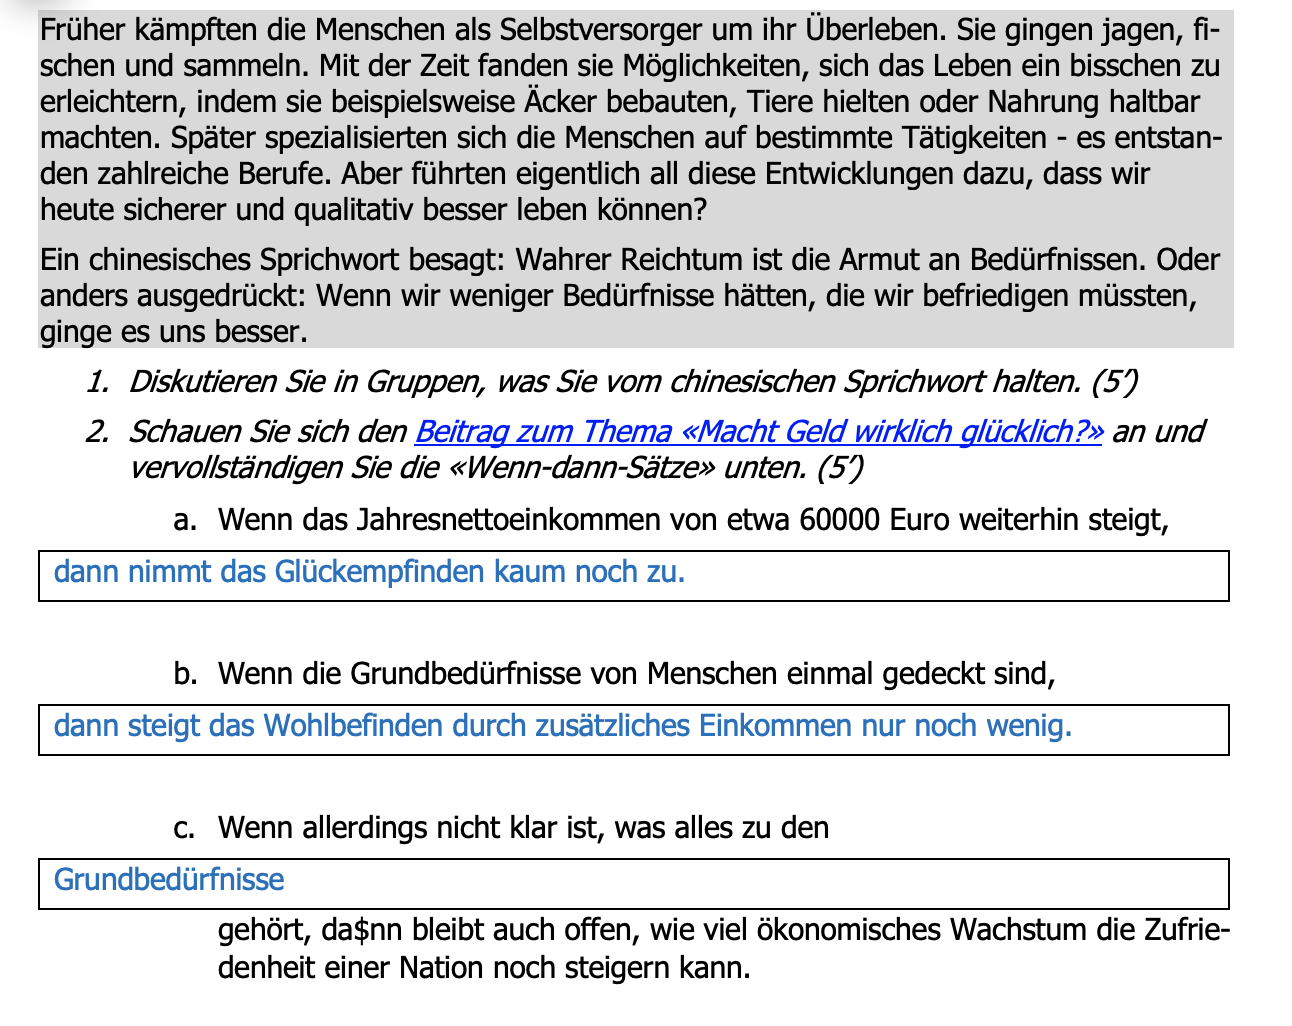 Früher kämpften die Menschen als Selbstversorger um ihr Überleben. Sie gingen jagen, fi-
schen und sammeln. Mit der Zeit fanden sie Möglichkeiten, sich das Leben ein bisschen zu
erleichtern, indem sie beispielsweise Äcker bebauten, Tiere hielten oder Nahrung haltbar
machten. Später spezialisierten sich die Menschen auf bestimmte Tätigkeiten - es entstan-
den zahlreiche Berufe. Aber führten eigentlich all diese Entwicklungen dazu, dass wir
heute sicherer und qualitativ besser leben können?
Ein chinesisches Sprichwort besagt: Wahrer Reichtum ist die Armut an Bedürfnissen. Oder
anders ausgedrückt: Wenn wir weniger Bedürfnisse hätten, die wir befriedigen müssten,
ginge es uns besser.
1. Diskutieren Sie in Gruppen, was Sie vom chinesischen Sprichwort halten. (5′)
2. Schauen Sie sich den Beitrag zum Thema «Macht Geld wirklich glücklich?» an und
vervollständigen Sie die «Wenn-dann-Sätze» unten. (5′)
a. Wenn das Jahresnettoeinkommen von etwa 60000 Euro weiterhin steigt,
dann nimmt das Glückempfinden kaum noch zu.
b. Wenn die Grundbedürfnisse von Menschen einmal gedeckt sind,
dann steigt das Wohlbefinden durch zusätzliches Einkommen nur noch wenig.
c. Wenn allerdings nicht klar ist, was alles zu den
Grundbedürfnisse
gehört, da$nn bleibt auch offen, wie viel ökonomisches Wachstum die Zufrie-
denheit einer Nation noch steigern kann.